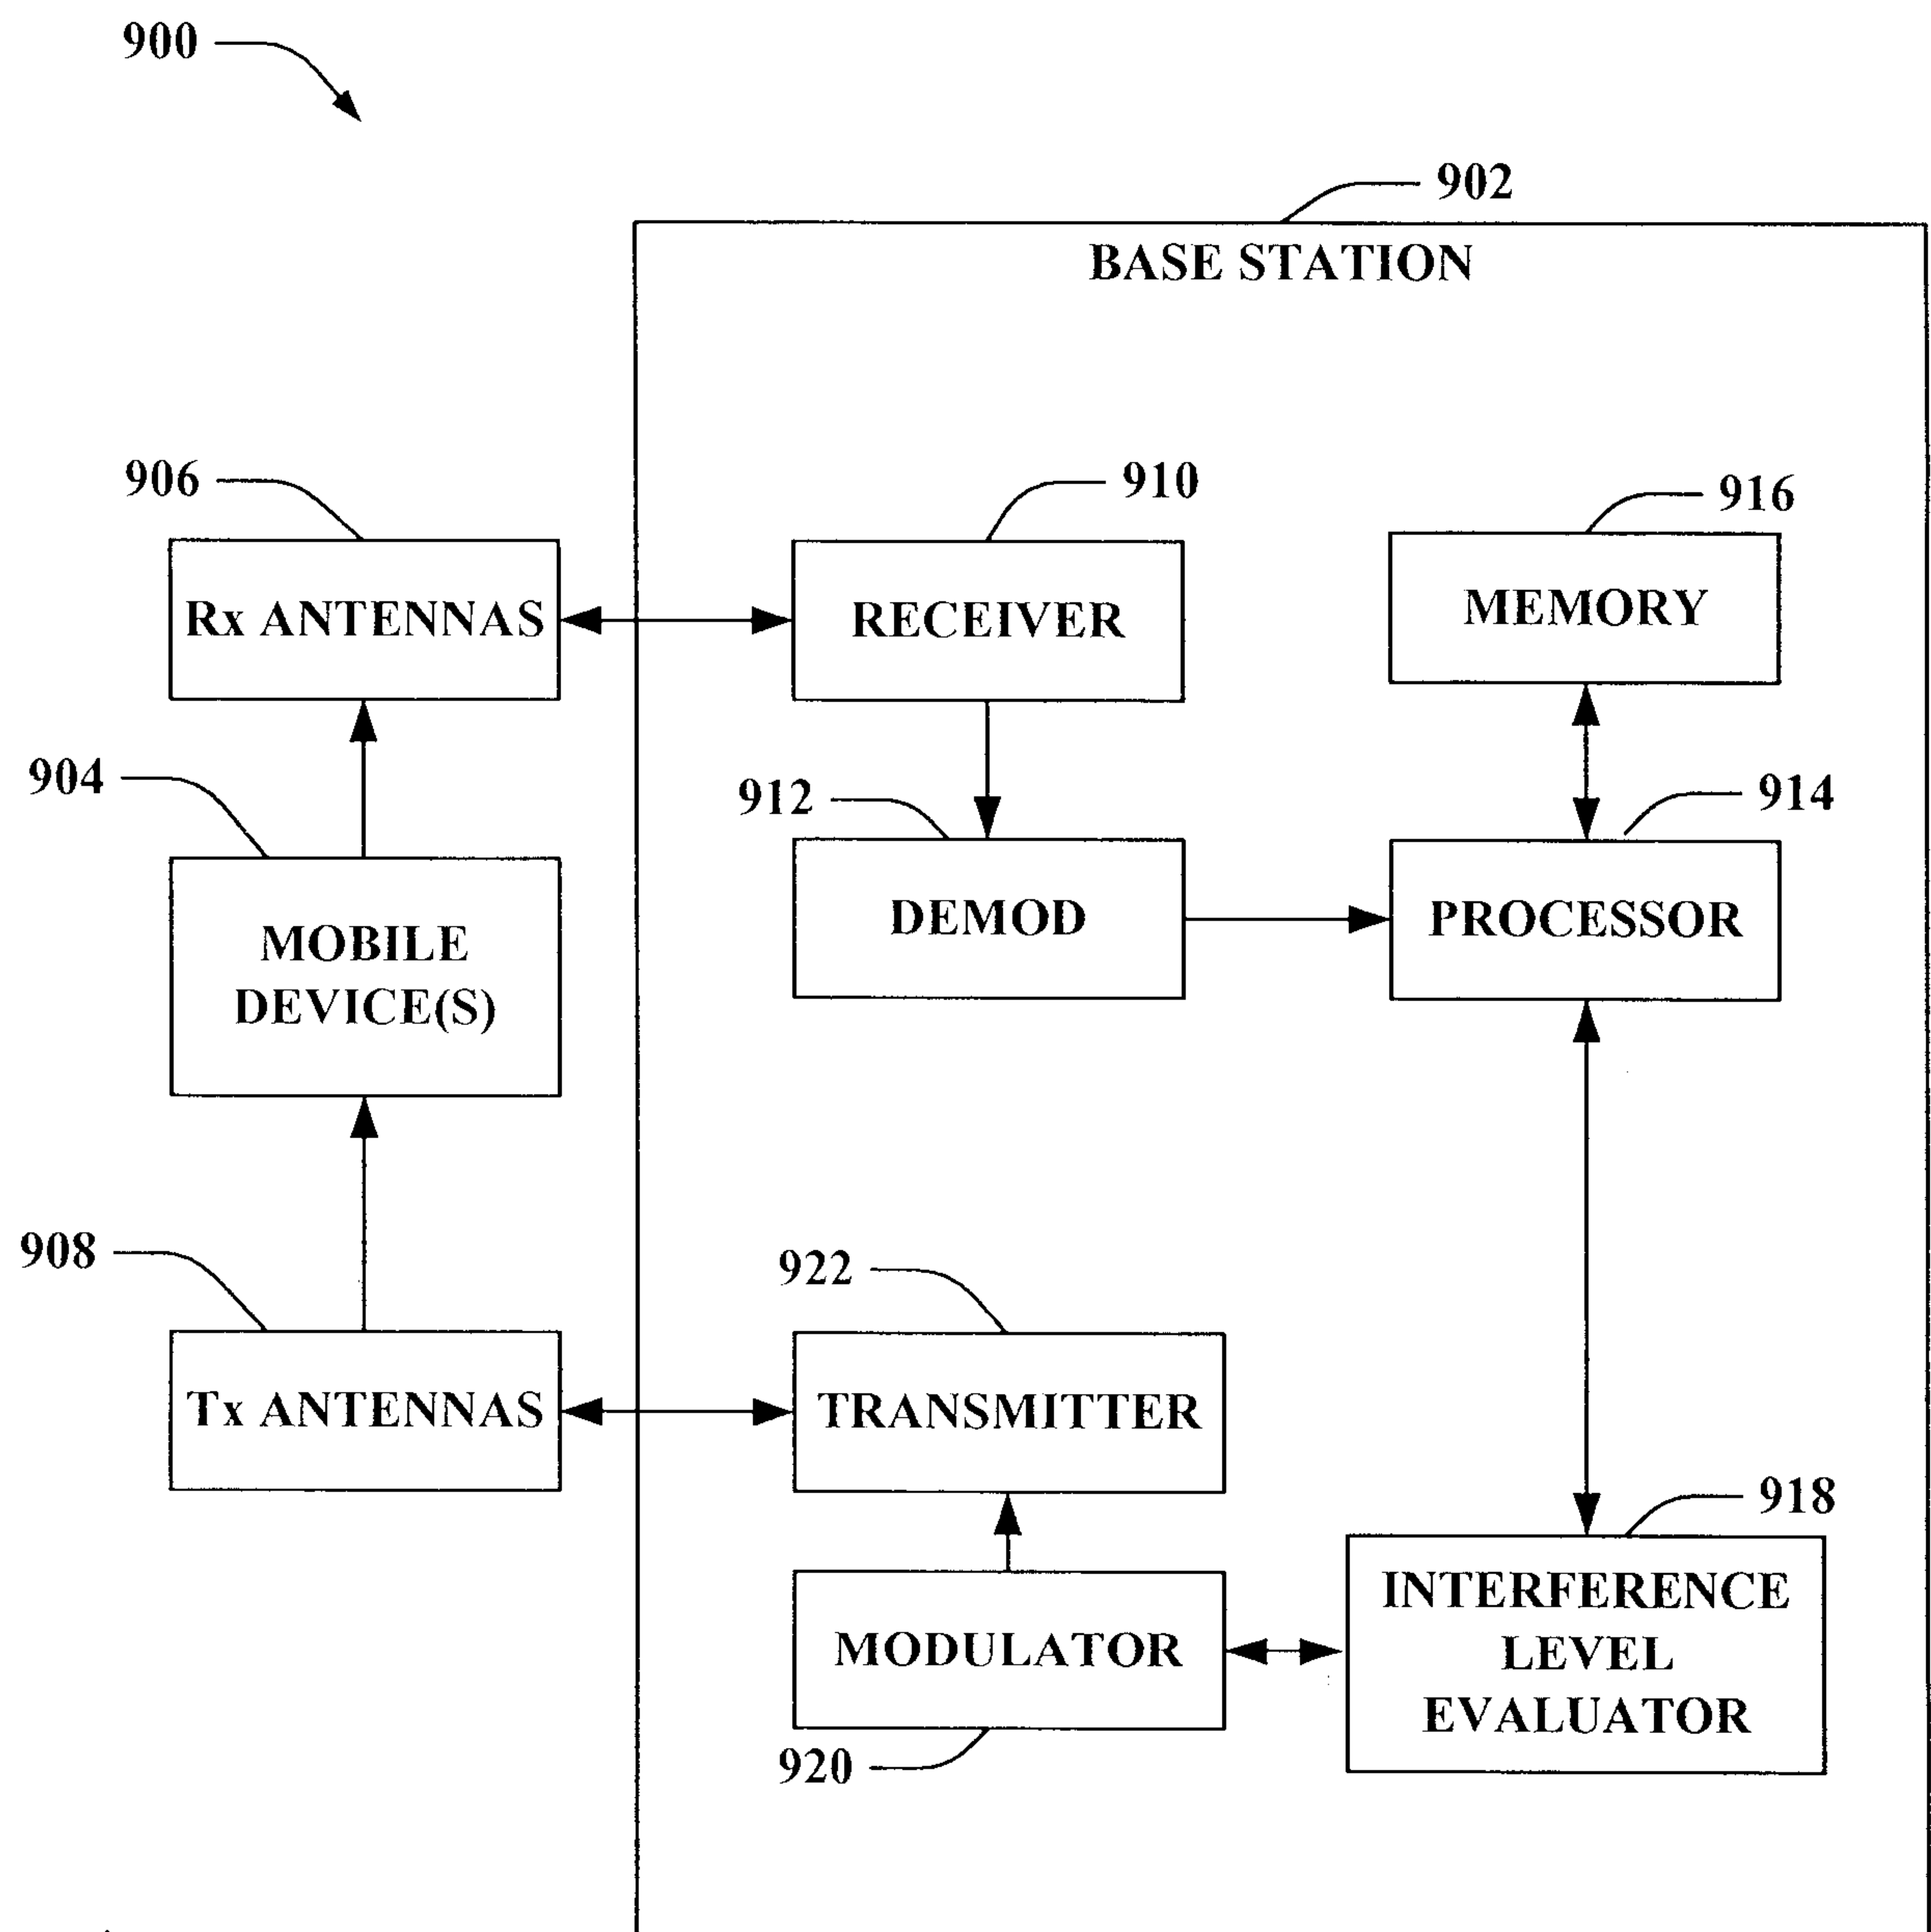 900
902
BASE STATION
906
910
916
Rx ANTENNAS
RECEIVER
MEMORY
904
912
914
MOBILE
DEVICE(S)
DEMOD
PROCESSOR
908
922
Tx ANTENNAS
TRANSMITTER
918
MODULATOR
INTERFERENCE
LEVEL
EVALUATOR
920